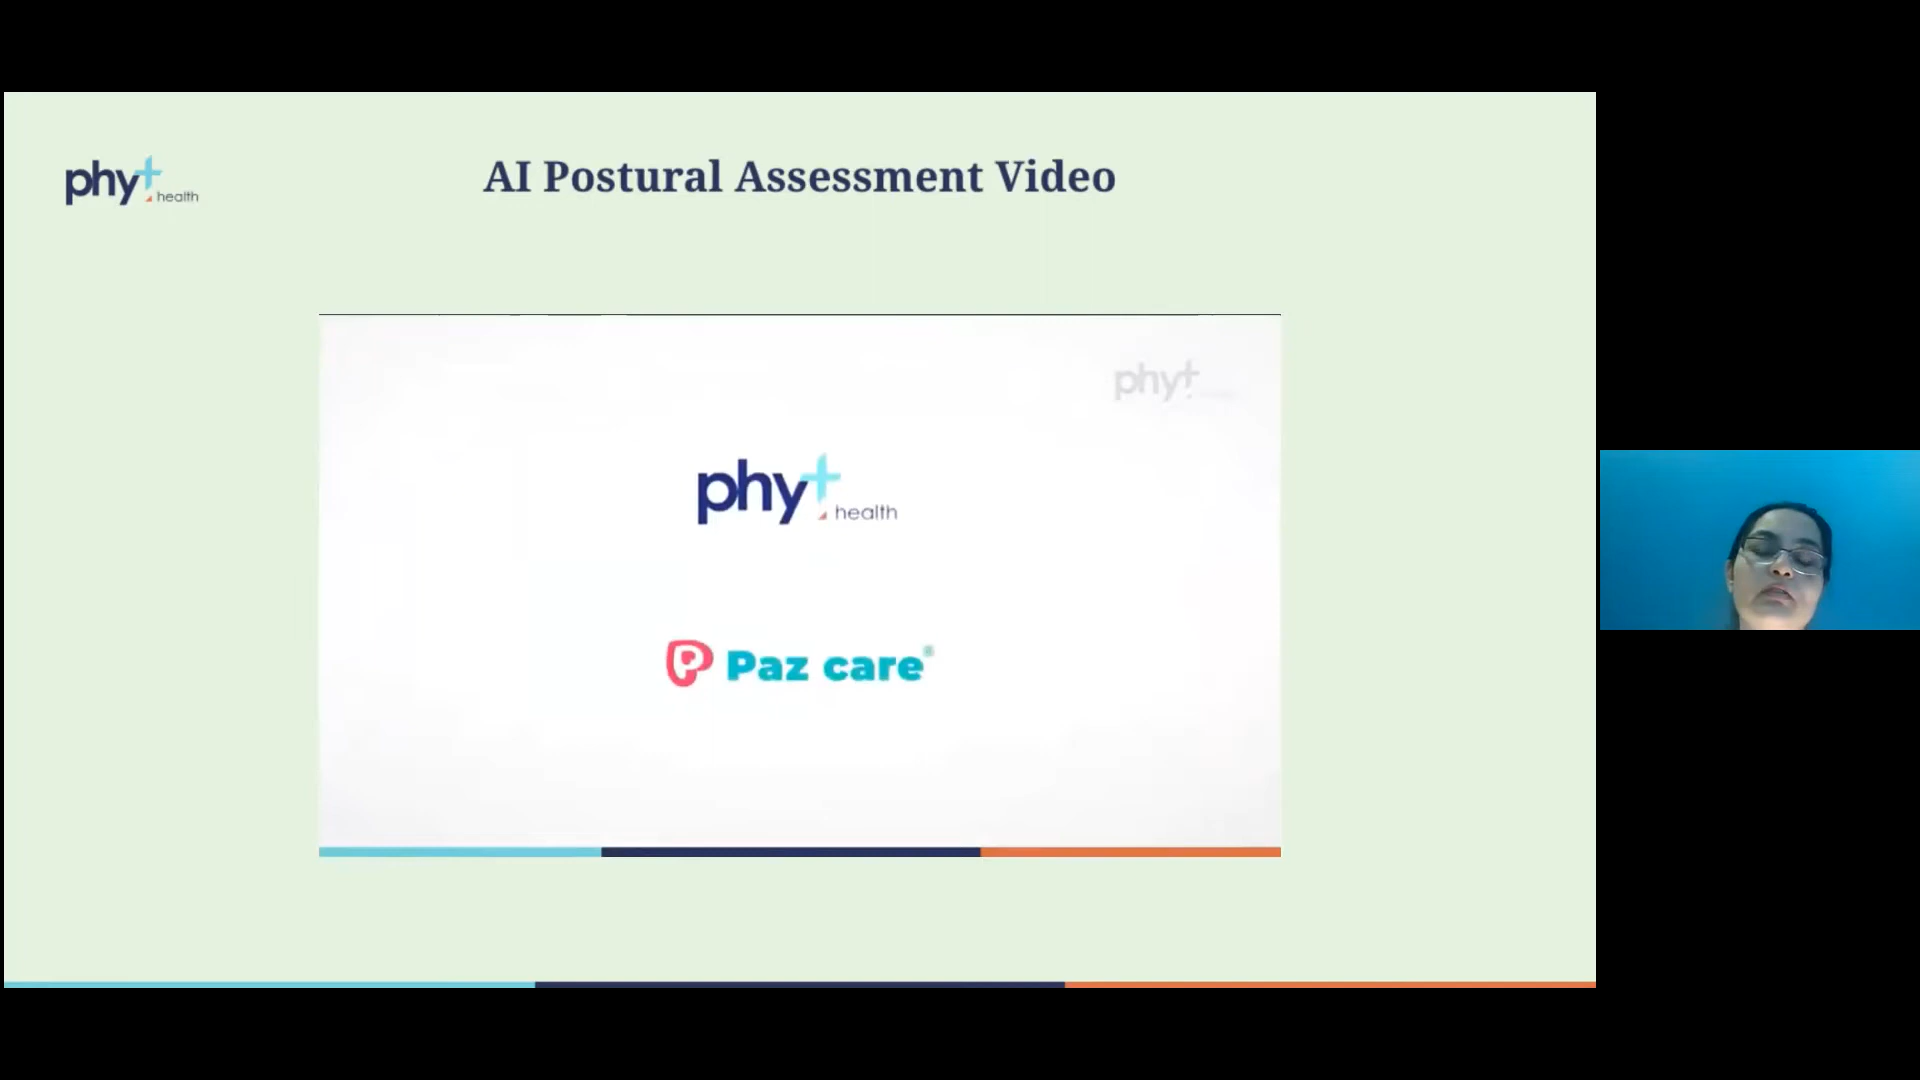 phy+ health
AI Postural Assessment Video
phy+
phy+ health
Paz care®